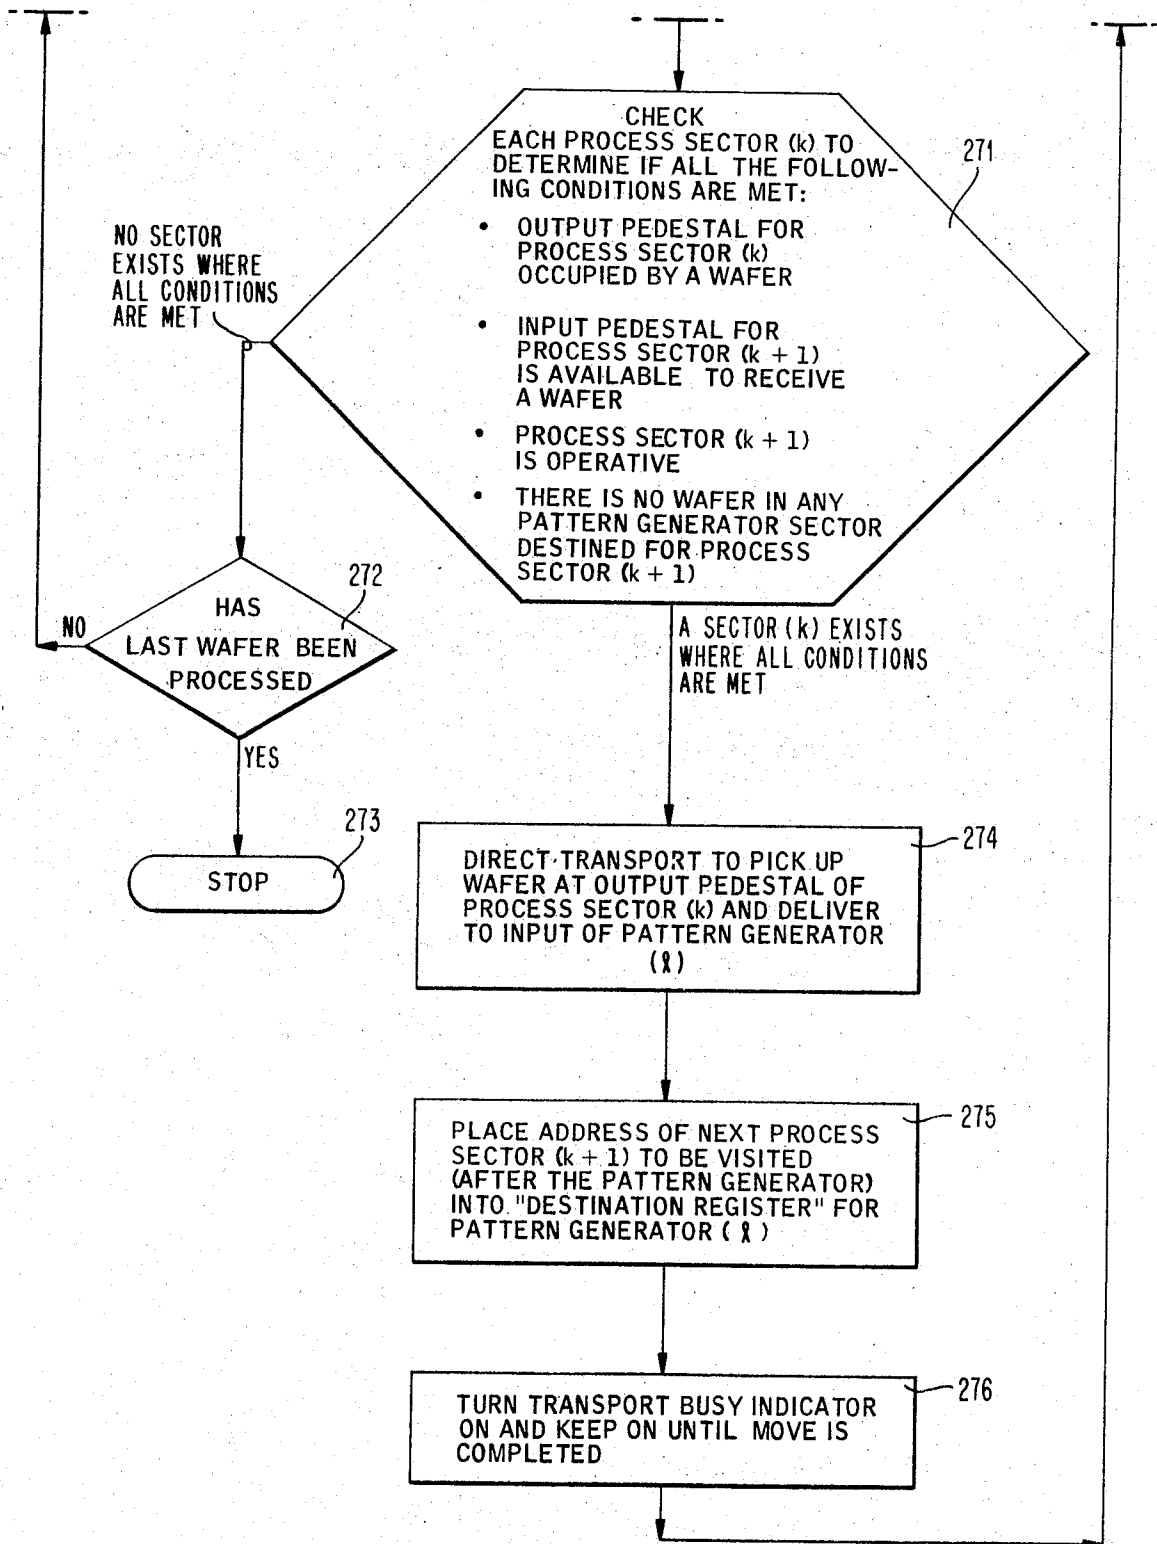 CHECK
EACH PROCESS SECTOR (k) TO
DETERMINE IF ALL THE FOLLOW-
ING CONDITIONS ARE MET:
• OUTPUT PEDESTAL FOR
PROCESS SECTOR (k)
OCCUPIED BY A WAFER
• INPUT PEDESTAL FOR
PROCESS SECTOR (k + 1)
IS AVAILABLE TO RECEIVE
A WAFER
• PROCESS SECTOR (k + 1)
IS OPERATIVE
• THERE IS NO WAFER IN ANY
PATTERN GENERATOR SECTOR
DESTINED FOR PROCESS
SECTOR (k + 1)
271
NO SECTOR
EXISTS WHERE
ALL CONDITIONS
ARE MET
272
HAS
LAST WAFER BEEN
PROCESSED
NO
YES
273
STOP
A SECTOR (k) EXISTS
WHERE ALL CONDITIONS
ARE MET
274
DIRECT TRANSPORT TO PICK UP
WAFER AT OUTPUT PEDESTAL OF
PROCESS SECTOR (k) AND DELIVER
TO INPUT OF PATTERN GENERATOR
(ℓ)
275
PLACE ADDRESS OF NEXT PROCESS
SECTOR (k + 1) TO BE VISITED
(AFTER THE PATTERN GENERATOR)
INTO "DESTINATION REGISTER" FOR
PATTERN GENERATOR (ℓ)
276
TURN TRANSPORT BUSY INDICATOR
ON AND KEEP ON UNTIL MOVE IS
COMPLETED